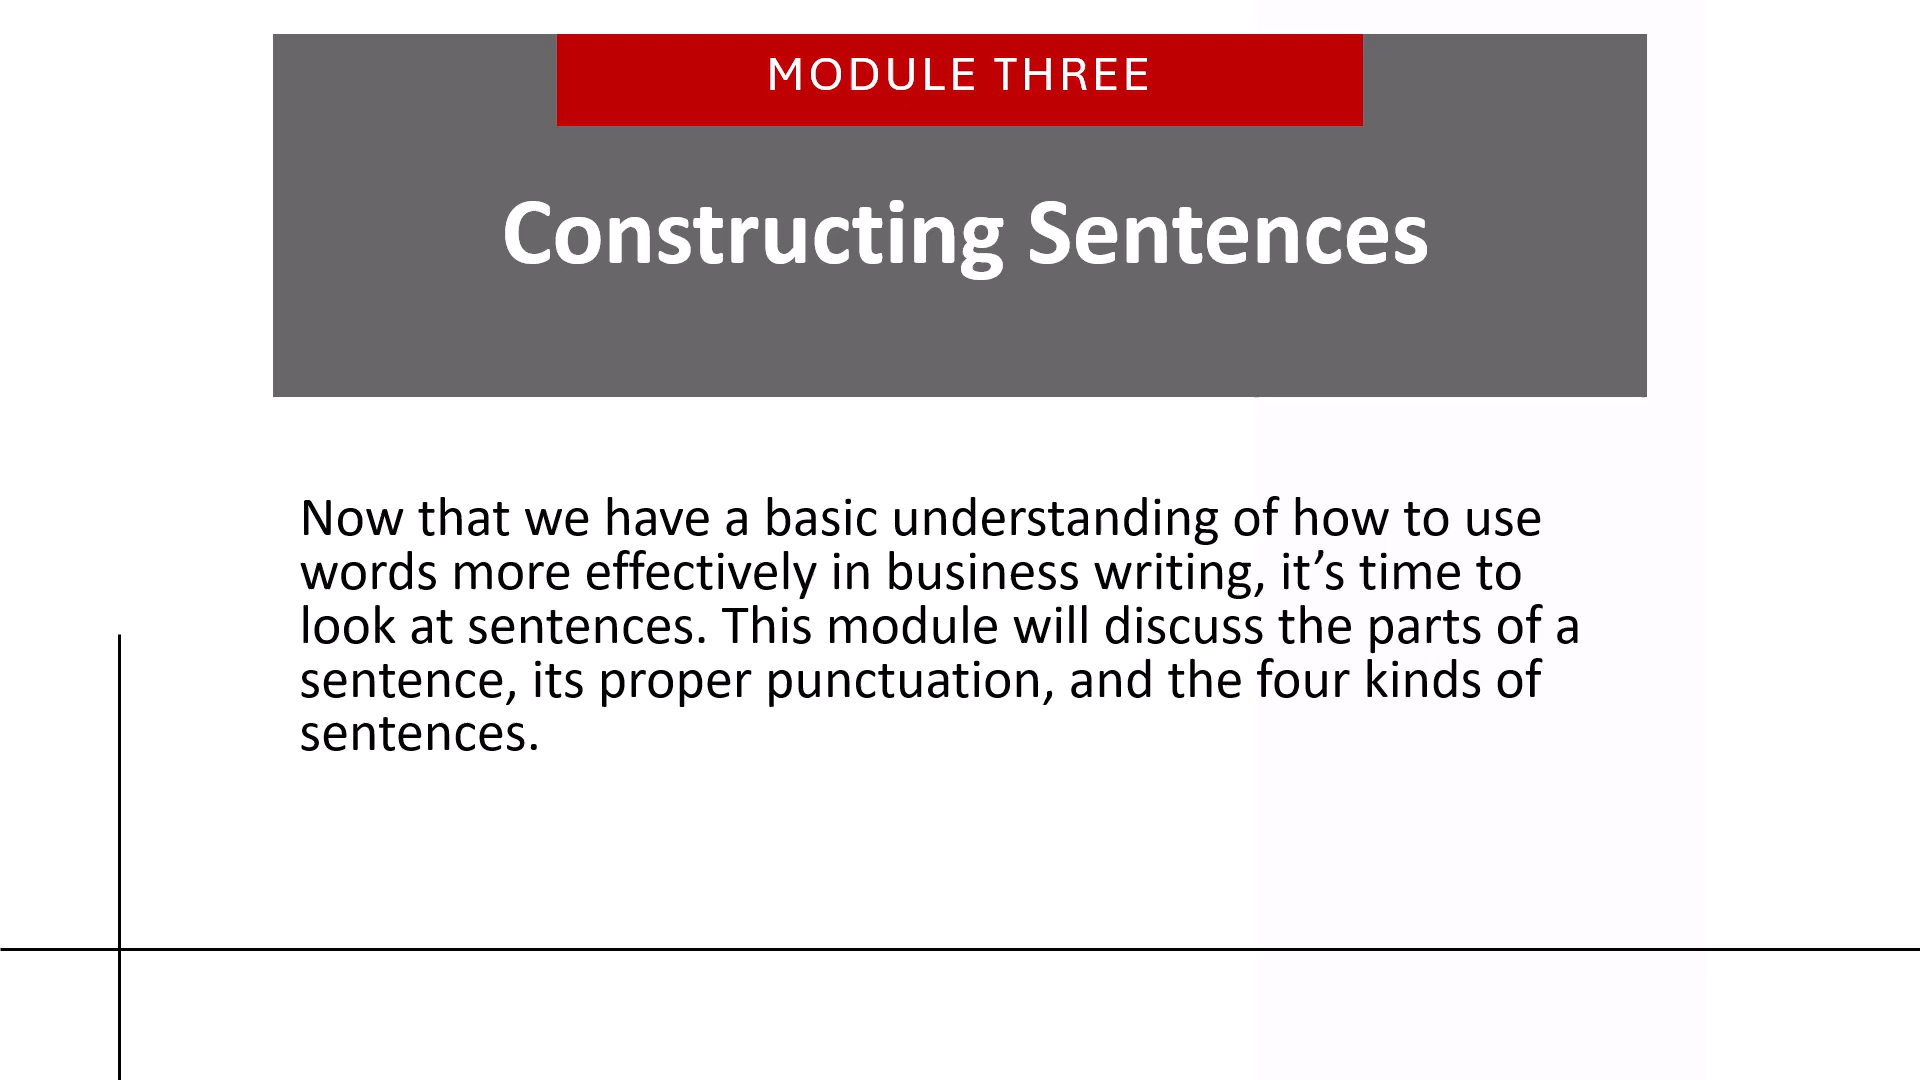 MODULE THREE
Constructing Sentences
Now that we have a basic understanding of how to use
words more effectively in business writing, it’s time to
look at sentences. This module will discuss the parts of a
sentence, its proper punctuation, and the four kinds of
sentences.